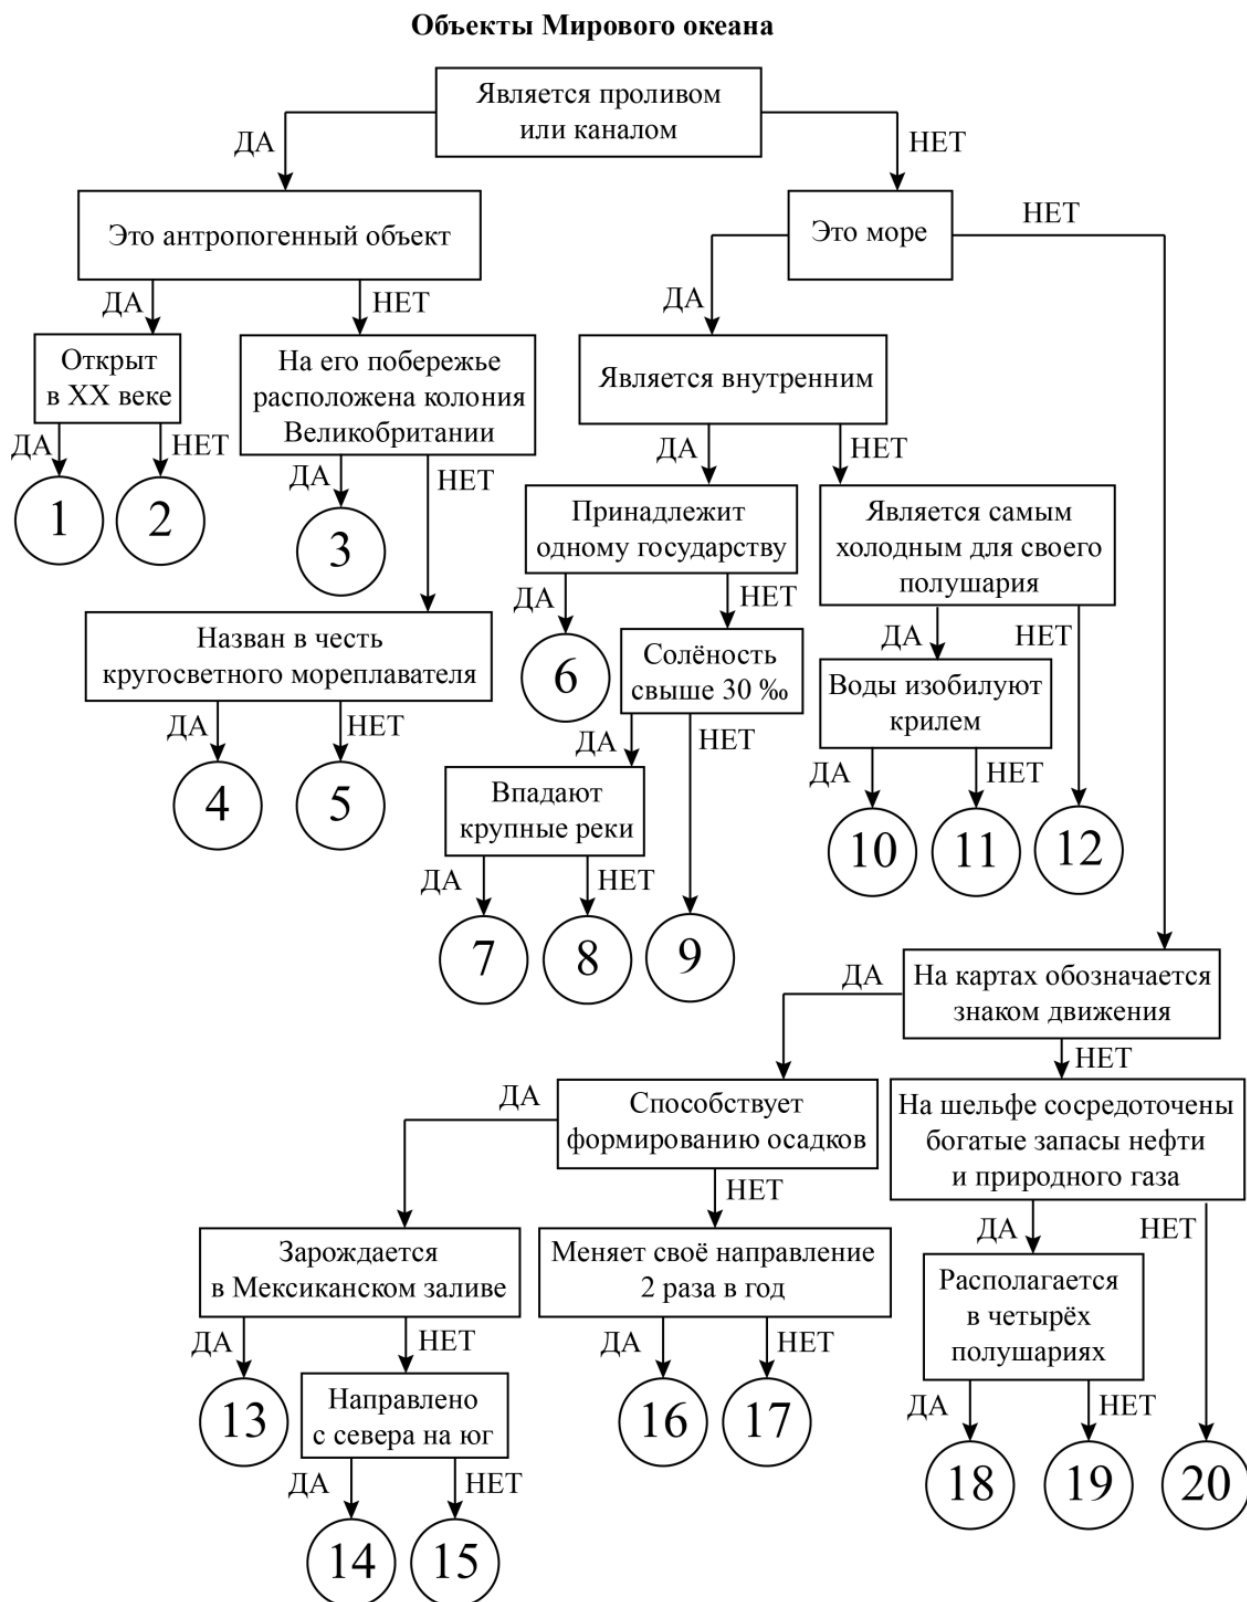 Объекты Мирового океана
Является проливом
или каналом
ДА
НЕТ
Это антропогенный объект
Это море
НЕТ
ДА
НЕТ
ДА
Открыт
в XX веке
На его побережье
расположена колония
Великобритании
Является внутренним
ДА
НЕТ
ДА
НЕТ
ДА
НЕТ
1
2
3
Принадлежит
одному государству
Является самым
холодным для своего
полушария
ДА
НЕТ
ДА
НЕТ
Назван в честь
кругосветного мореплавателя
6
Солёность
свыше 30 ‰
Воды изобилуют
крилем
ДА
НЕТ
ДА
НЕТ
ДА
НЕТ
4
5
Впадают
крупные реки
10
11
12
ДА
НЕТ
7
8
9
ДА
На картах обозначается
знаком движения
НЕТ
ДА
Способствует
формированию осадков
На шельфе сосредоточены
богатые запасы нефти
и природного газа
НЕТ
ДА
НЕТ
Зарождается
в Мексиканском заливе
Меняет своё направление
2 раза в год
Располагается
в четырёх
полушариях
ДА
НЕТ
ДА
НЕТ
ДА
НЕТ
13
Направлено
с севера на юг
16
17
18
19
20
ДА
НЕТ
14
15